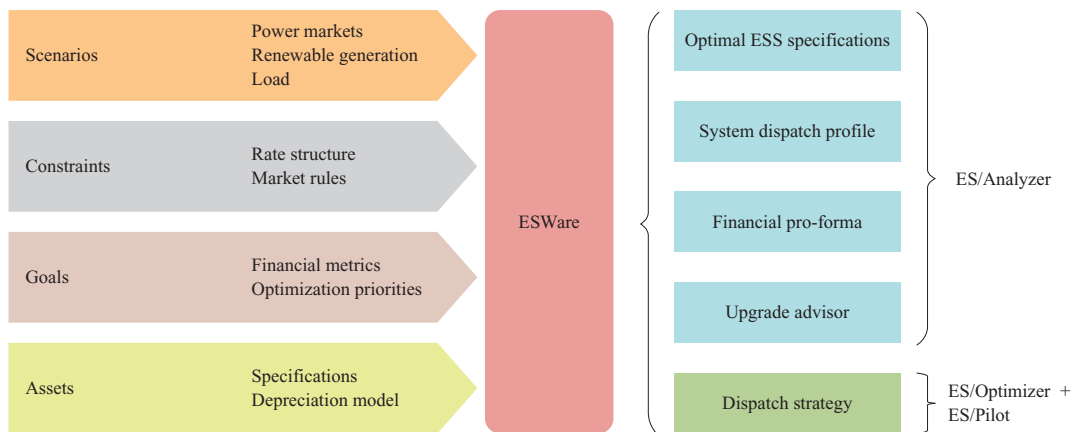 Scenarios
Power markets
Renewable generation
Load
Constraints
Rate structure
Market rules
Goals
Financial metrics
Optimization priorities
Assets
Specifications
Depreciation model
ESWare
Optimal ESS specifications
System dispatch profile
Financial pro-forma
Upgrade advisor
Dispatch strategy
ES/Analyzer
ES/Optimizer +
ES/Pilot